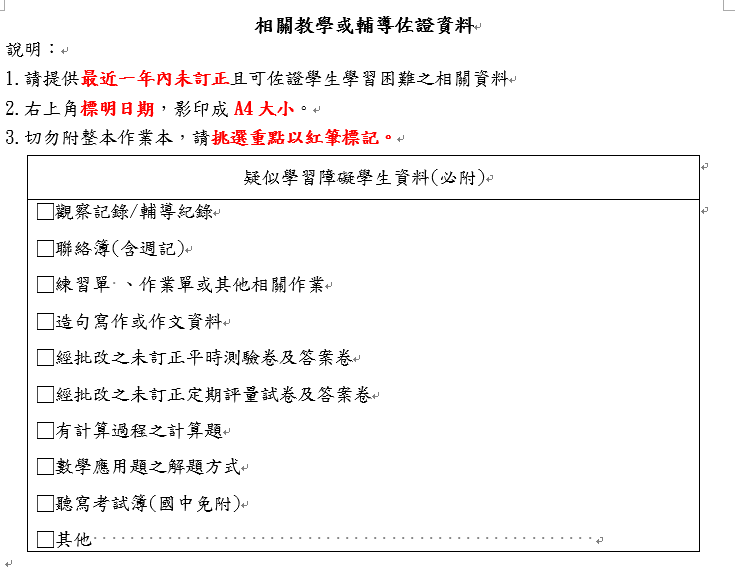 相關教學或輔導佐證資料
說明：
1.請提供最近一年內未訂正且可佐證學生學習困難之相關資料
2.右上角標明日期，影印成 A4 大小。
3.切勿附整本作業本，請挑選重點以紅筆標記。
疑似學習障礙學生資料(必附)
□觀察記錄/輔導紀錄
□聯絡簿(含週記)
□練習單 、作業單或其他相關作業
□造句寫作或作文資料
□經批改之未訂正平時測驗卷及答案卷
□經批改之未訂正定期評量試卷及答案卷
□有計算過程之計算題
□數學應用題之解題方式
□聽寫考試簿(國中免附)
□其他